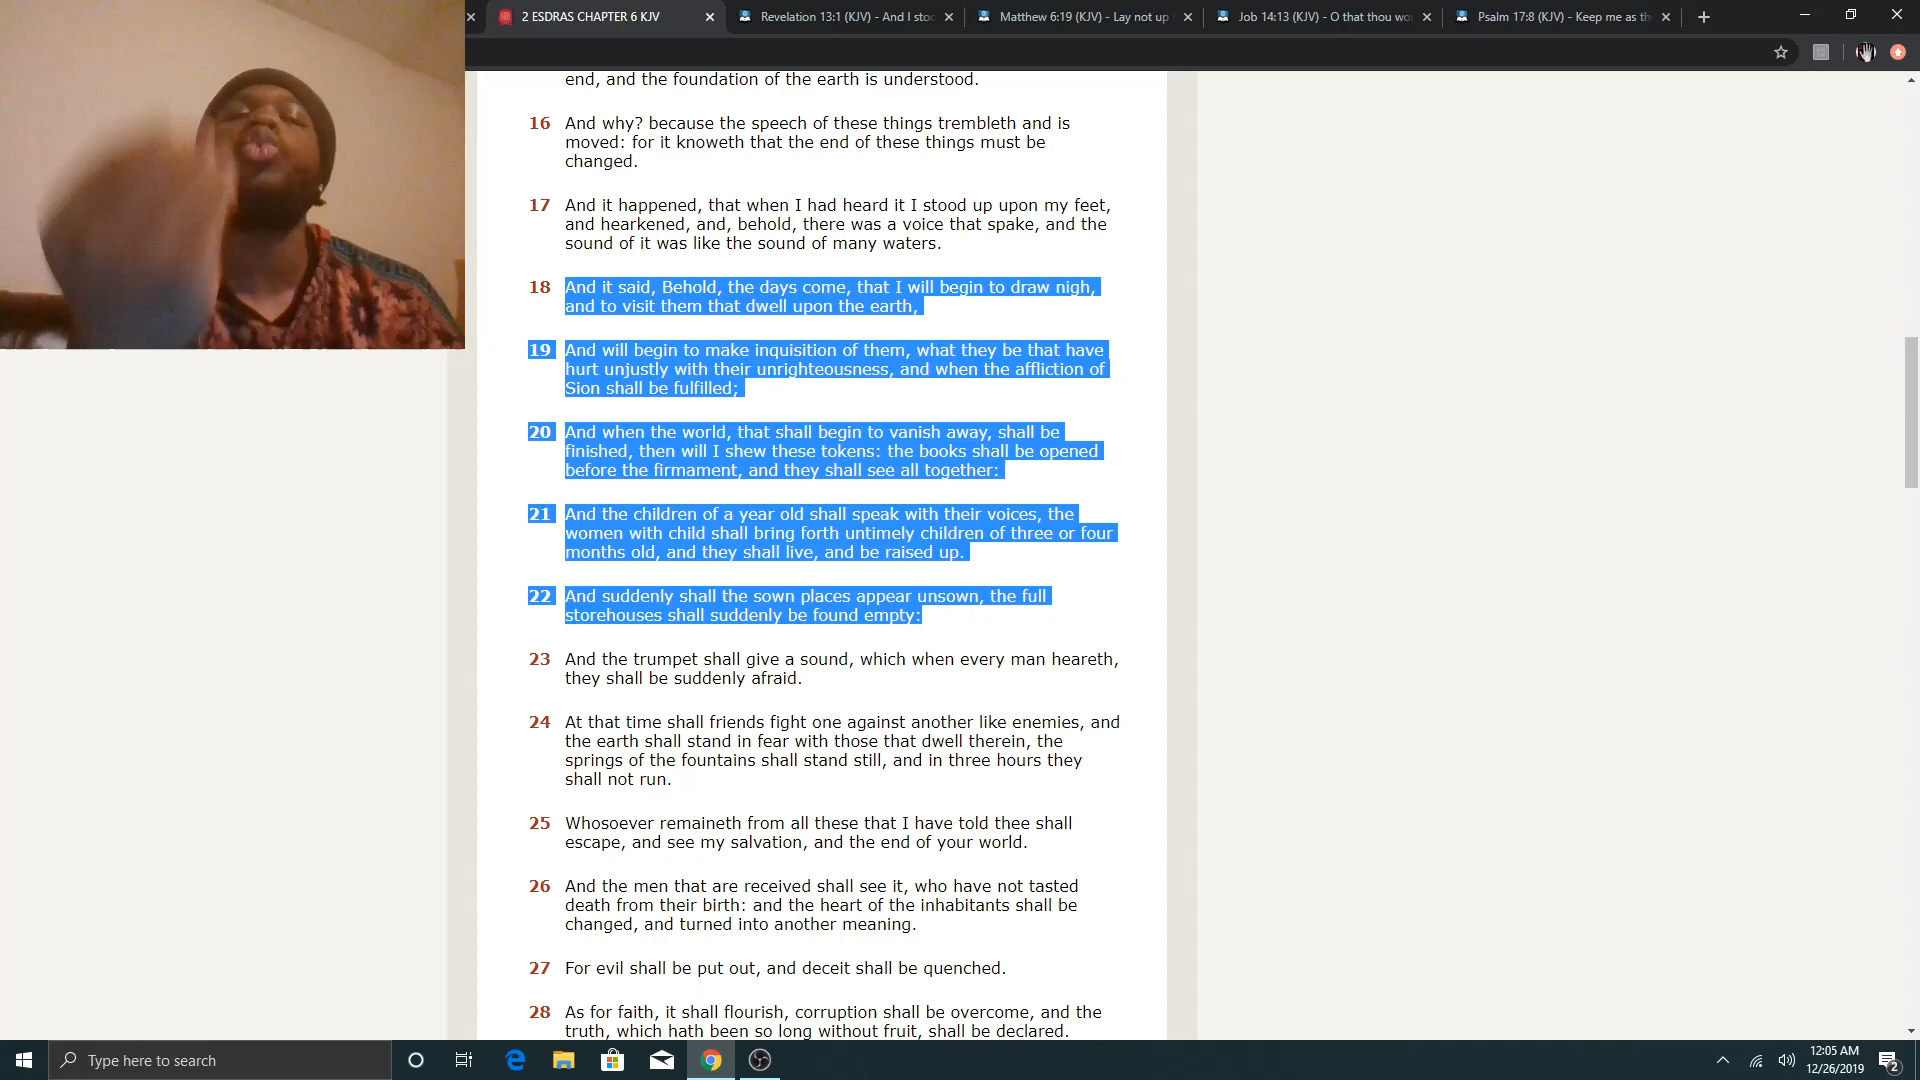 2 ESDRAS CHAPTER 6 KJV
Revelation 13:1 (KJV) - And I stoo
Matthew 6:19 (KJV) - Lay not up
Job 14:13 (KJV) - O that thou wo
Psalm 17:8 (KJV) - Keep me as th
end, and the foundation of the earth is understood.
16 And why? because the speech of these things trembleth and is
moved: for it knoweth that the end of these things must be
changed.
17 And it happened, that when I had heard it I stood up upon my feet,
and hearkened, and, behold, there was a voice that spake, and the
sound of it was like the sound of many waters.
18 And it said, Behold, the days come, that I will begin to draw nigh,
and to visit them that dwell upon the earth,
19 And will begin to make inquisition of them, what they be that have
hurt unjustly with their unrighteousness, and when the affliction of
Sion shall be fulfilled;
20 And when the world, that shall begin to vanish away, shall be
finished, then will I shew these tokens: the books shall be opened
before the firmament, and they shall see all together:
21 And the children of a year old shall speak with their voices, the
women with child shall bring forth untimely children of three or four
months old, and they shall live, and be raised up.
22 And suddenly shall the sown places appear unsown, the full
storehouses shall suddenly be found empty:
23 And the trumpet shall give a sound, which when every man heareth,
they shall be suddenly afraid.
24 At that time shall friends fight one against another like enemies, and
the earth shall stand in fear with those that dwell therein, the
springs of the fountains shall stand still, and in three hours they
shall not run.
25 Whosoever remaineth from all these that I have told thee shall
escape, and see my salvation, and the end of your world.
26 And the men that are received shall see it, who have not tasted
death from their birth: and the heart of the inhabitants shall be
changed, and turned into another meaning.
27 For evil shall be put out, and deceit shall be quenched.
28 As for faith, it shall flourish, corruption shall be overcome, and the
truth, which hath been so long without fruit, shall be declared.
Type here to search
12:05 AM
12/26/2019
2